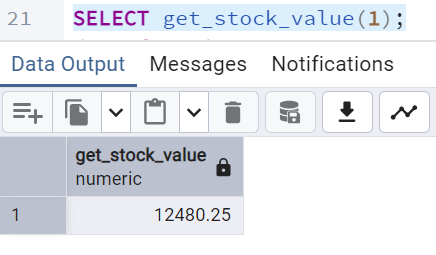 21 SELECT get_stock_value(1);
Data Output Messages Notifications
get_stock_value
numeric
1 12480.25